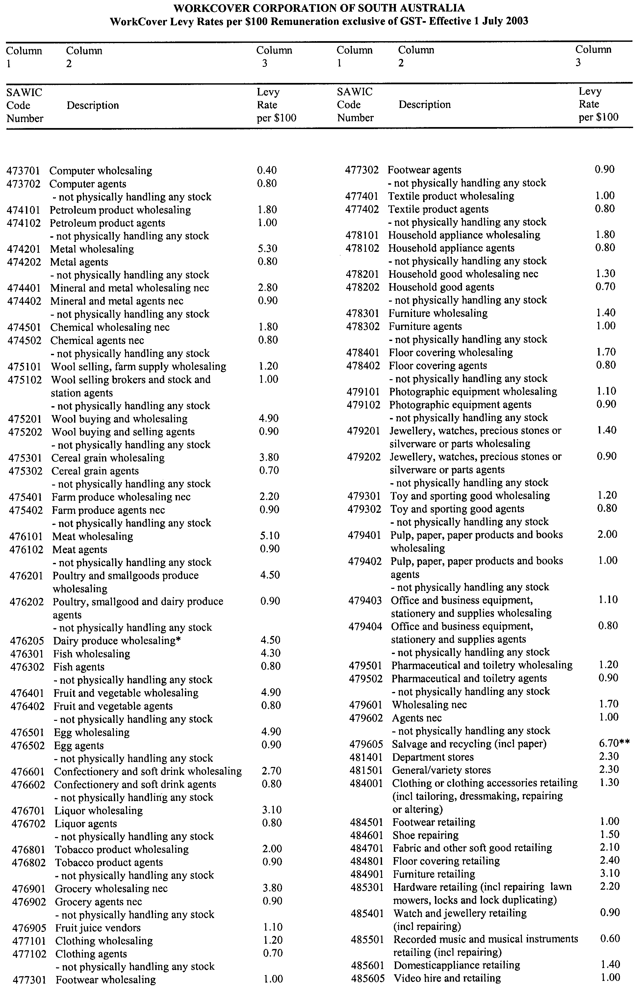 WORKCOVER CORPORATION OF SOUTH AUSTRALIA
WorkCover Levy Rates per $100 Remuneration exclusive of GST- Effective 1 July 2003
Column Column Column Column Column Column
1 2 3 1 2 3
SAWIC Levy SAWIC Levy
Code Description Rate Code Description Rate
Number per $100 Number per $100
473701 Computer wholesaling 0.40
473702 Computer agents 0.80
- not physically handling any stock
474101 Petroleum product wholesaling 1.80
474102 Petroleum product agents 1.00
- not physically handling any stock
474201 Metal wholesaling 5.30
474202 Metal agents 0.80
- not physically handling any stock
474401 Mineral and metal wholesaling nec 2.80
474402 Mineral and metal agents nec 0.90
- not physically handling any stock
474501 Chemical wholesaling nec 1.80
474502 Chemical agents nec 0.80
- not physically handling any stock
475101 Wool selling, farm supply wholesaling 1.20
475102 Wool selling brokers and stock and 1.00
station agents
- not physically handling any stock
475201 Wool buying and wholesaling 4.90
475202 Wool buying and selling agents 0.90
- not physically handling any stock
475301 Cereal grain wholesaling 3.80
475302 Cereal grain agents 0.70
- not physically handling any stock
475401 Farm produce wholesaling nec 2.20
475402 Farm produce agents nec 0.90
- not physically handling any stock
476101 Meat wholesaling 5.10
476102 Meat agents 0.90
- not physically handling any stock
476201 Poultry and smallgoods produce 4.50
wholesaling
476202 Poultry, smallgood and dairy produce 0.90
agents
- not physically handling any stock
476205 Dairy produce wholesaling* 4.50
476301 Fish wholesaling 4.30
476302 Fish agents 0.80
- not physically handling any stock
476401 Fruit and vegetable wholesaling 4.90
476402 Fruit and vegetable agents 0.80
- not physically handling any stock
476501 Egg wholesaling 4.90
476502 Egg agents 0.90
- not physically handling any stock
476601 Confectionery and soft drink wholesaling 2.70
476602 Confectionery and soft drink agents 0.80
- not physically handling any stock
476701 Liquor wholesaling 3.10
476702 Liquor agents 0.80
- not physically handling any stock
476801 Tobacco product wholesaling 2.00
476802 Tobacco product agents 0.90
- not physically handling any stock
476901 Grocery wholesaling nec 3.80
476902 Grocery agents nec 0.90
- not physically handling any stock
476905 Fruit juice vendors 1.10
477101 Clothing wholesaling 1.20
477102 Clothing agents 0.70
- not physically handling any stock
477301 Footwear wholesaling 1.00
477302 Footwear agents 0.90
- not physically handling any stock
477401 Textile product wholesaling 1.00
477402 Textile product agents 0.80
- not physically handling any stock
478101 Household appliance wholesaling 1.80
478102 Household appliance agents 0.80
- not physically handling any stock
478201 Household good wholesaling nec 1.30
478202 Household good agents 0.70
- not physically handling any stock
478301 Furniture wholesaling 1.40
478302 Furniture agents 1.00
- not physically handling any stock
478401 Floor covering wholesaling 1.70
478402 Floor covering agents 0.80
- not physically handling any stock
479101 Photographic equipment wholesaling 1.10
479102 Photographic equipment agents 0.90
- not physically handling any stock
479201 Jewellery, watches, precious stones or 1.40
silverware or parts wholesaling
479202 Jewellery, watches, precious stones or 0.90
silverware or parts agents
- not physically handling any stock
479301 Toy and sporting good wholesaling 1.20
479302 Toy and sporting good agents 0.80
- not physically handling any stock
479401 Pulp, paper, paper products and books 2.00
wholesaling
479402 Pulp, paper, paper products and books 1.00
agents
- not physically handling any stock
479403 Office and business equipment, 1.10
stationery and supplies wholesaling
479404 Office and business equipment, 0.80
stationery and supplies agents
- not physically handling any stock
479501 Pharmaceutical and toiletry wholesaling 1.20
479502 Pharmaceutical and toiletry agents 0.90
- not physically handling any stock
479601 Wholesaling nec 1.70
479602 Agents nec 1.00
- not physically handling any stock
479605 Salvage and recycling (incl paper) 6.70**
481401 Department stores 2.30
481501 General/variety stores 2.30
484001 Clothing or clothing accessories retailing 1.30
(incl tailoring, dressmaking, repairing
or altering)
484501 Footwear retailing 1.00
484601 Shoe repairing 1.50
484701 Fabric and other soft good retailing 2.10
484801 Floor covering retailing 2.40
484901 Furniture retailing 3.10
485301 Hardware retailing (incl repairing lawn 2.20
mowers, locks and lock duplicating)
485401 Watch and jewellery retailing 0.90
(incl repairing)
485501 Recorded music and musical instruments 0.60
retailing (incl repairing)
485601 Domesticappliance retailing 1.40
485605 Video hire and retailing 1.00